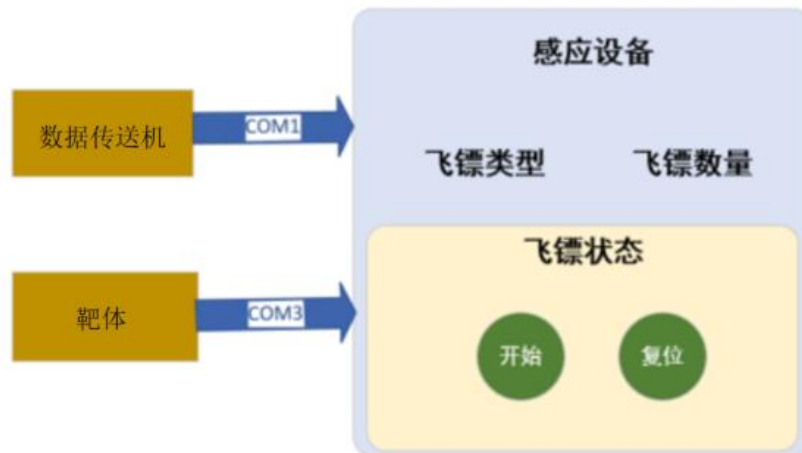 感应设备
数据传送机
COM1
飞镖类型
飞镖数量
飞镖状态
靶体
COM3
开始
复位